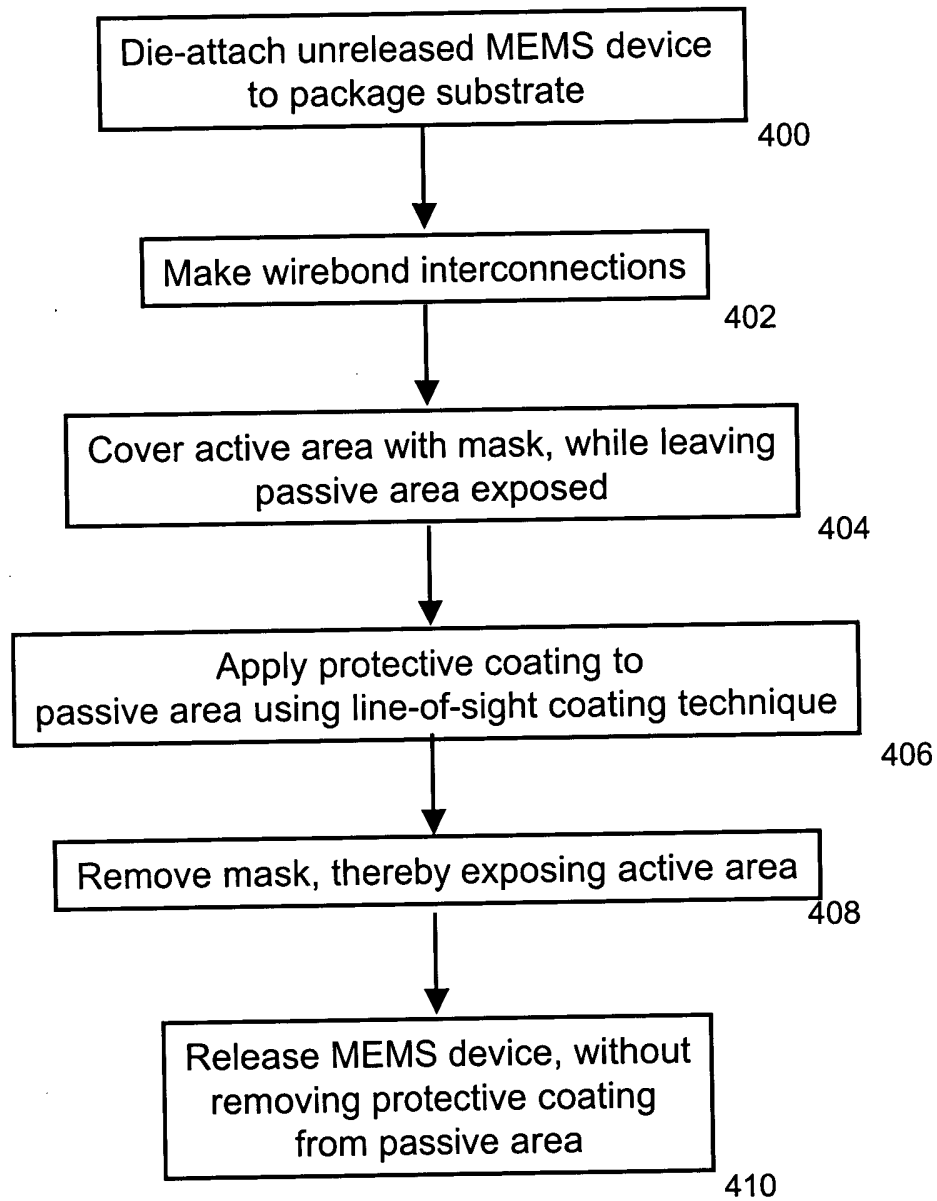 Die-attach unreleased MEMS device
to package substrate
400
Make wirebond interconnections
402
Cover active area with mask, while leaving
passive area exposed
404
Apply protective coating to
passive area using line-of-sight coating technique
406
Remove mask, thereby exposing active area
408
Release MEMS device, without
removing protective coating
from passive area
410